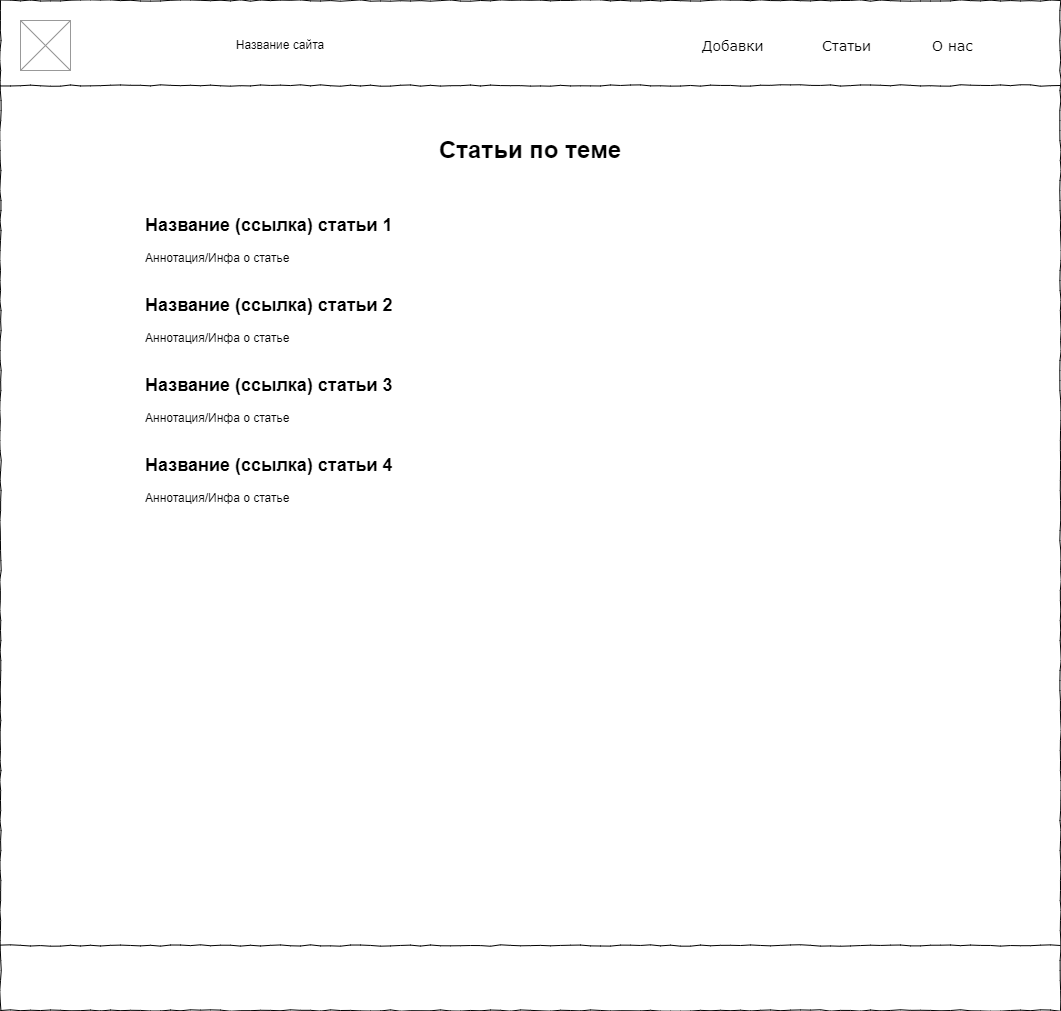 Название сайта
Добавки
Статьи
О нас
Статьи по теме
Название (ссылка) статьи 1
Аннотация/Инфа о статье
Название (ссылка) статьи 2
Аннотация/Инфа о статье
Название (ссылка) статьи 3
Аннотация/Инфа о статье
Название (ссылка) статьи 4
Аннотация/Инфа о статье